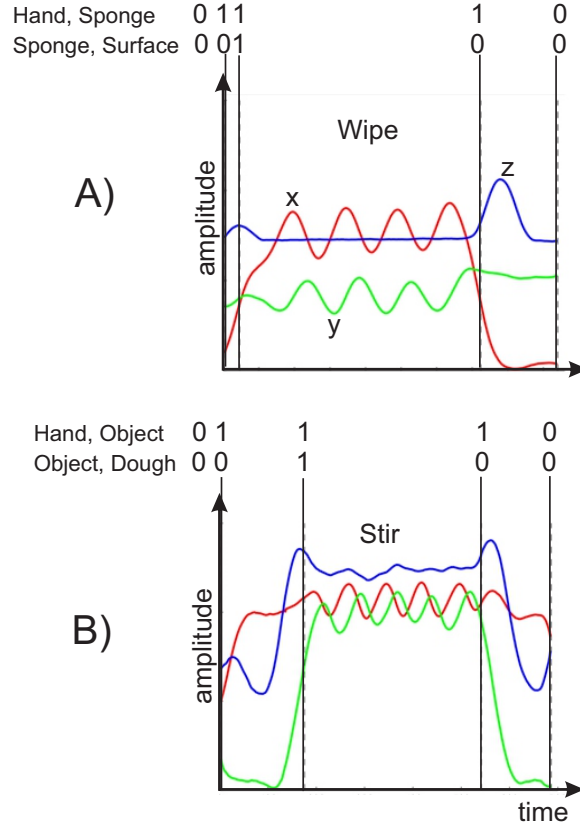 Hand, Sponge 0 1 1 1 0
Sponge, Surface 0 0 1 0 0
Wipe
A)
amplitude
x
y
z
Hand, Object 0 1 1 1 0
Object, Dough 0 0 1 0 0
Stir
B)
amplitude
time